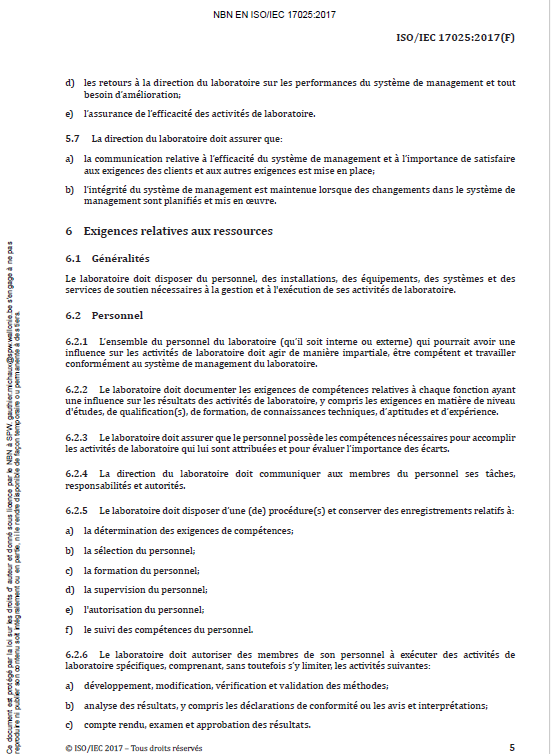 NBN EN ISO/IEC 17025:2017
ISO/IEC 17025:2017(F)
d) les retours à la direction du laboratoire sur les performances du système de management et tout
besoin d'amélioration;
e) l'assurance de l'efficacité des activités de laboratoire.
5.7 La direction du laboratoire doit assurer que:
a) la communication relative à l'efficacité du système de management et à l'importance de satisfaire
aux exigences des clients et aux autres exigences est mise en place;
b) l'intégrité du système de management est maintenue lorsque des changements dans le système de
management sont planifiés et mis en œuvre.
6 Exigences relatives aux ressources
6.1 Généralités
Le laboratoire doit disposer du personnel, des installations, des équipements, des systèmes et des
services de soutien nécessaires à la gestion et à l'exécution de ses activités de laboratoire.
6.2 Personnel
6.2.1 L'ensemble du personnel du laboratoire (qu'il soit interne ou externe) qui pourrait avoir une
influence sur les activités de laboratoire doit agir de manière impartiale, être compétent et travailler
conformément au système de management du laboratoire.
6.2.2 Le laboratoire doit documenter les exigences de compétences relatives à chaque fonction ayant
une influence sur les résultats des activités de laboratoire, y compris les exigences en matière de niveau
d'études, de qualification(s), de formation, de connaissances techniques, d'aptitudes et d'expérience.
6.2.3 Le laboratoire doit assurer que le personnel possède les compétences nécessaires pour accomplir
les activités de laboratoire qui lui sont attribuées et pour évaluer l'importance des écarts.
6.2.4 La direction du laboratoire doit communiquer aux membres du personnel ses tâches,
responsabilités et autorités.
6.2.5 Le laboratoire doit disposer d'une (de) procédure(s) et conserver des enregistrements relatifs à:
a) la détermination des exigences de compétences;
b) la sélection du personnel;
c) la formation du personnel;
d) la supervision du personnel;
e) l'autorisation du personnel;
f) le suivi des compétences du personnel.
6.2.6 Le laboratoire doit autoriser des membres de son personnel à exécuter des activités de
laboratoire spécifiques, comprenant, sans toutefois s'y limiter, les activités suivantes:
a) développement, modification, vérification et validation des méthodes;
b) analyse des résultats, y compris les déclarations de conformité ou les avis et interprétations;
c) compte rendu, examen et approbation des résultats.
© ISO/IEC 2017 – Tous droits réservés 5
Ce document est protégé par la loi sur les droits d' auteur et donné sous licence par le NBN à SPW. gauthier.michaux@spw.wallonie.be s'engage à ne pas
reproduire ni publier son contenu soit intégralement ou en partie, ni le rendre disponible de façon temporaire ou permanente à des tiers.